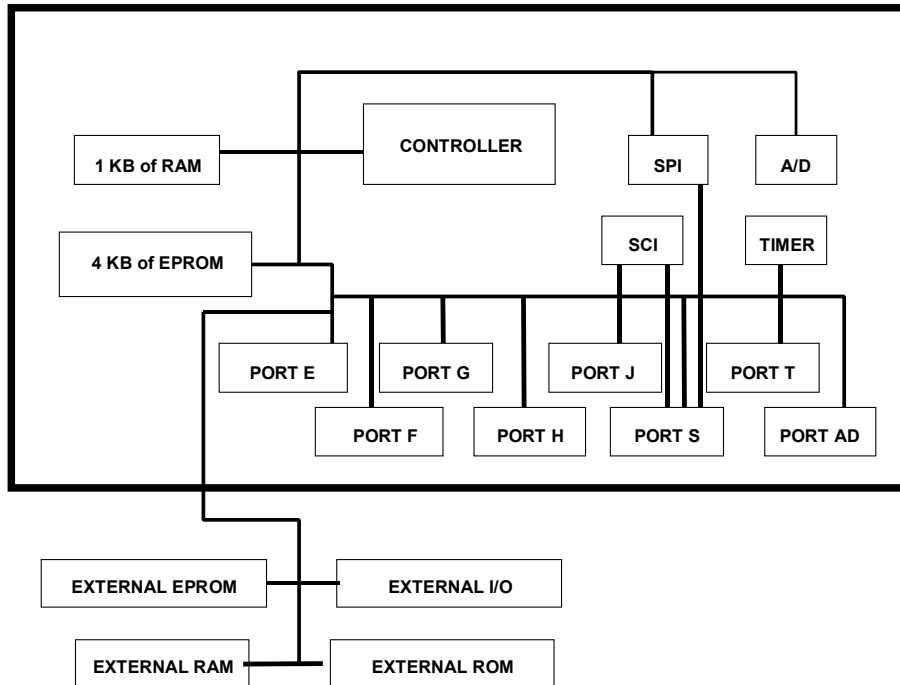 CONTROLLER
1 KB of RAM
SPI
A/D
4 KB of EPROM
SCI
TIMER
PORT E
PORT G
PORT J
PORT T
PORT F
PORT H
PORT S
PORT AD
EXTERNAL EPROM
EXTERNAL I/O
EXTERNAL RAM
EXTERNAL ROM